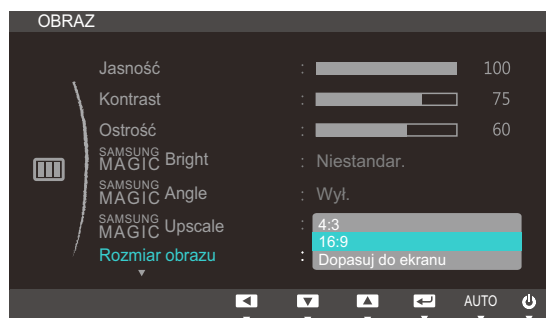 OBRAZ
Jasność : 100
Kontrast : 75
Ostrość : 60
SAMSUNG MAGIC Bright : Niestandar.
SAMSUNG MAGIC Angle : Wył.
SAMSUNG MAGIC Upscale : 4:3
16:9
Rozmiar obrazu : Dopasuj do ekranu
AUTO